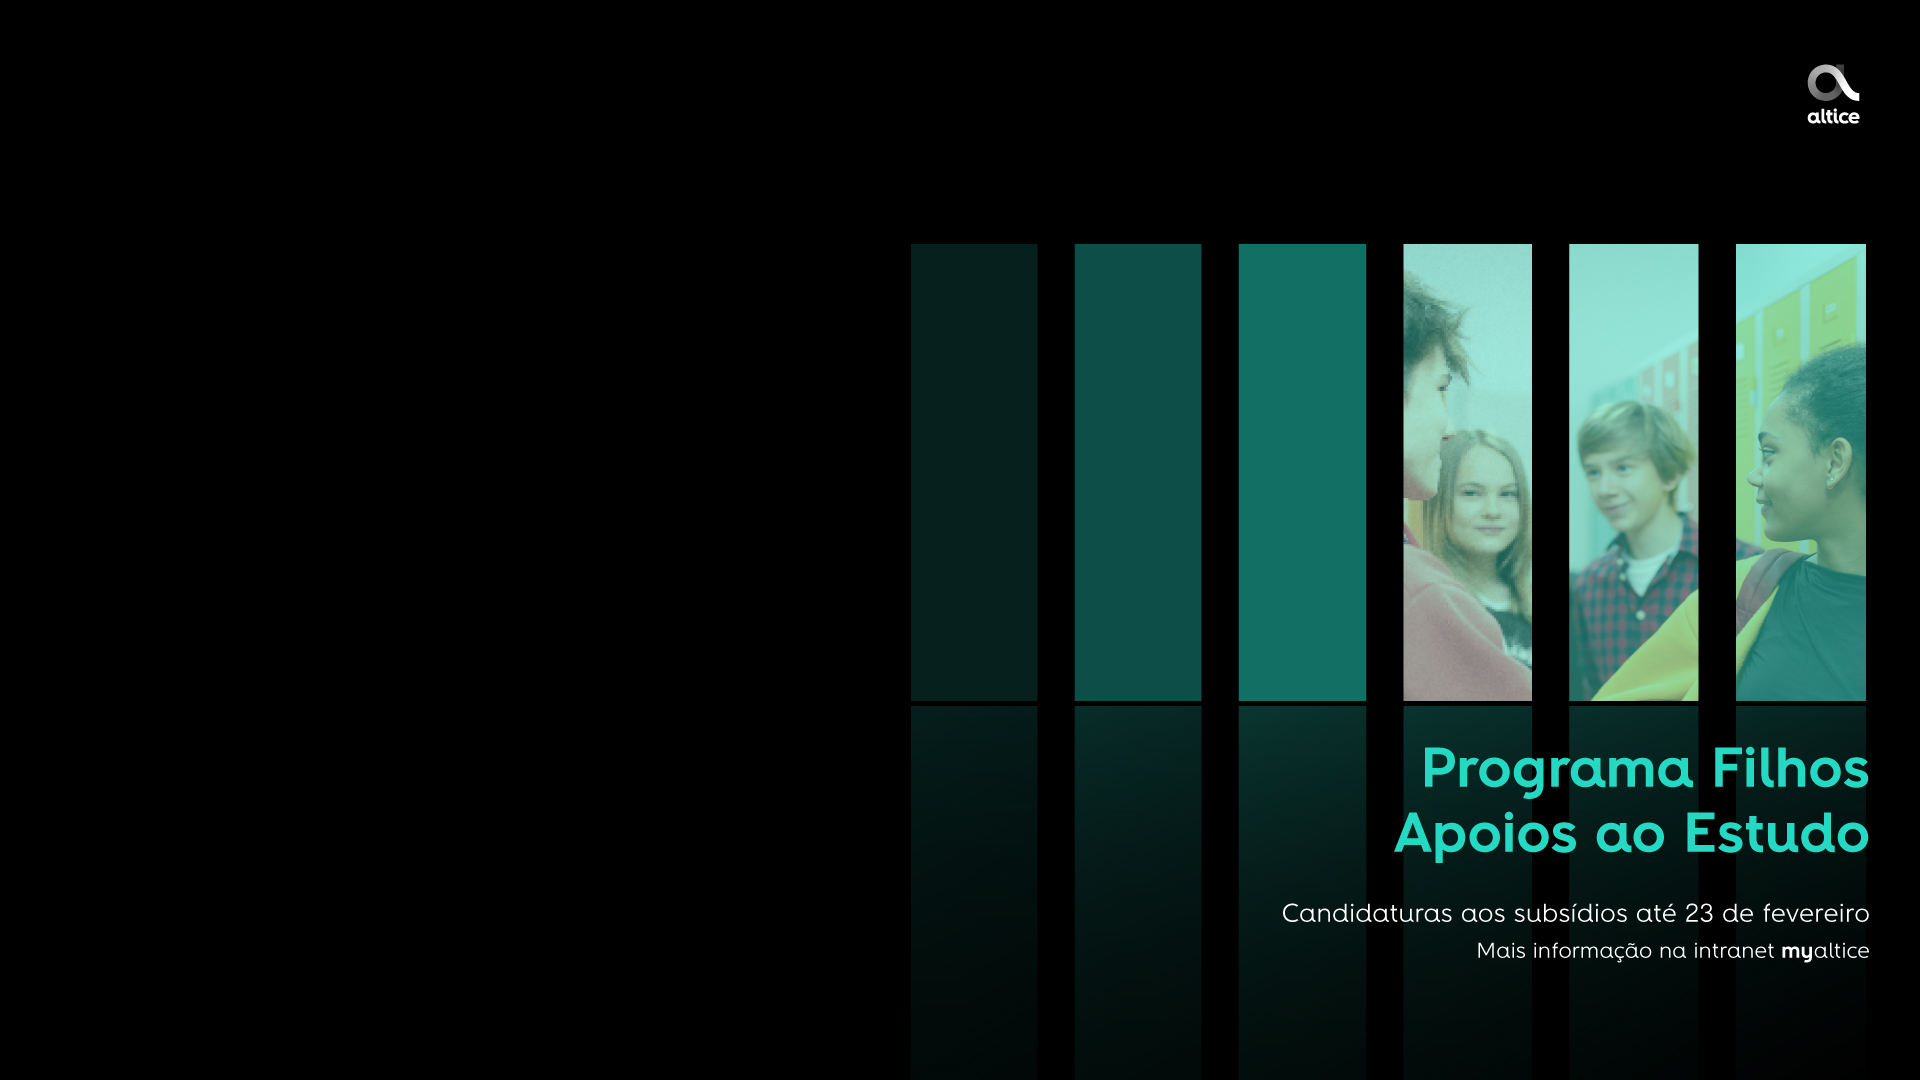 altice
Programa Filhos
Apoios ao Estudo
Candidaturas aos subsídios até 23 de fevereiro
Mais informação na intranet myaltice